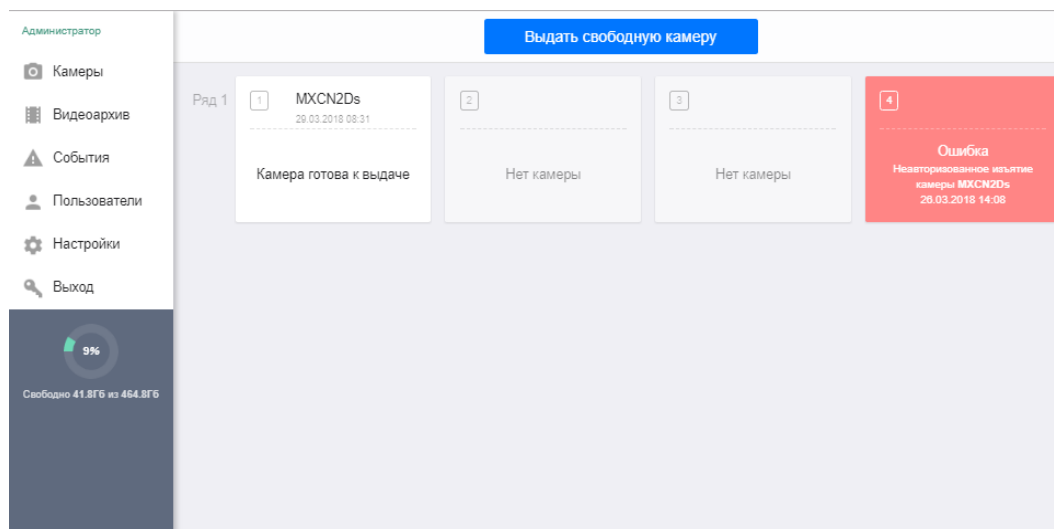 Администратор
Выдать свободную камеру
Камеры
Видеоархив
События
Пользователи
Настройки
Выход
9%
Свободно 41.8Гб из 464.8Гб
Ряд 1
1
MXCN2Ds
29.03.2018 08:31
Камера готова к выдаче
2
Нет камеры
3
Нет камеры
4
Ошибка
Неавторизованное изъятие
камеры MXCN2Ds
26.03.2018 14:08